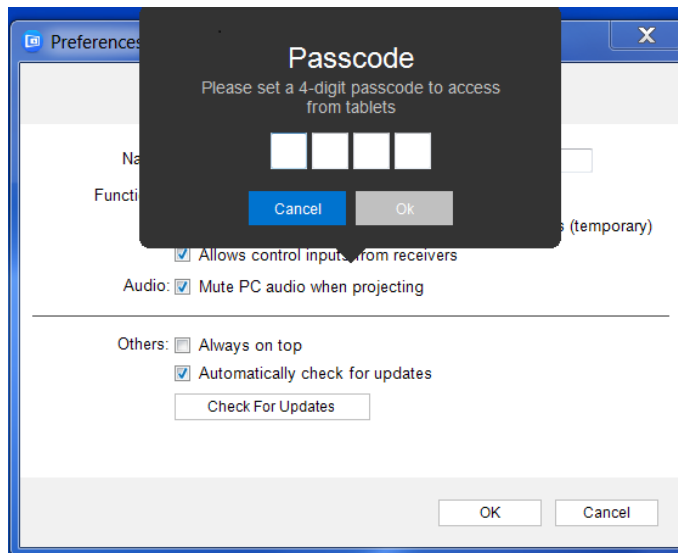 Preferences
X
Passcode
Please set a 4-digit passcode to access
from tablets
Cancel Ok
(temporary)
Allows control inputs from receivers
Audio: Mute PC audio when projecting
Others: Always on top
Automatically check for updates
Check For Updates
OK Cancel